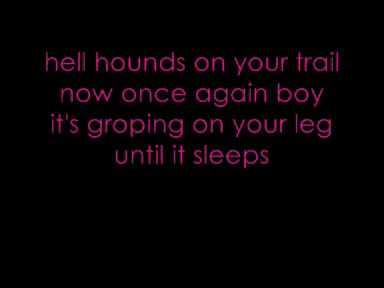 hell hounds on your trail
now once again boy
it's groping on your leg
until it sleeps